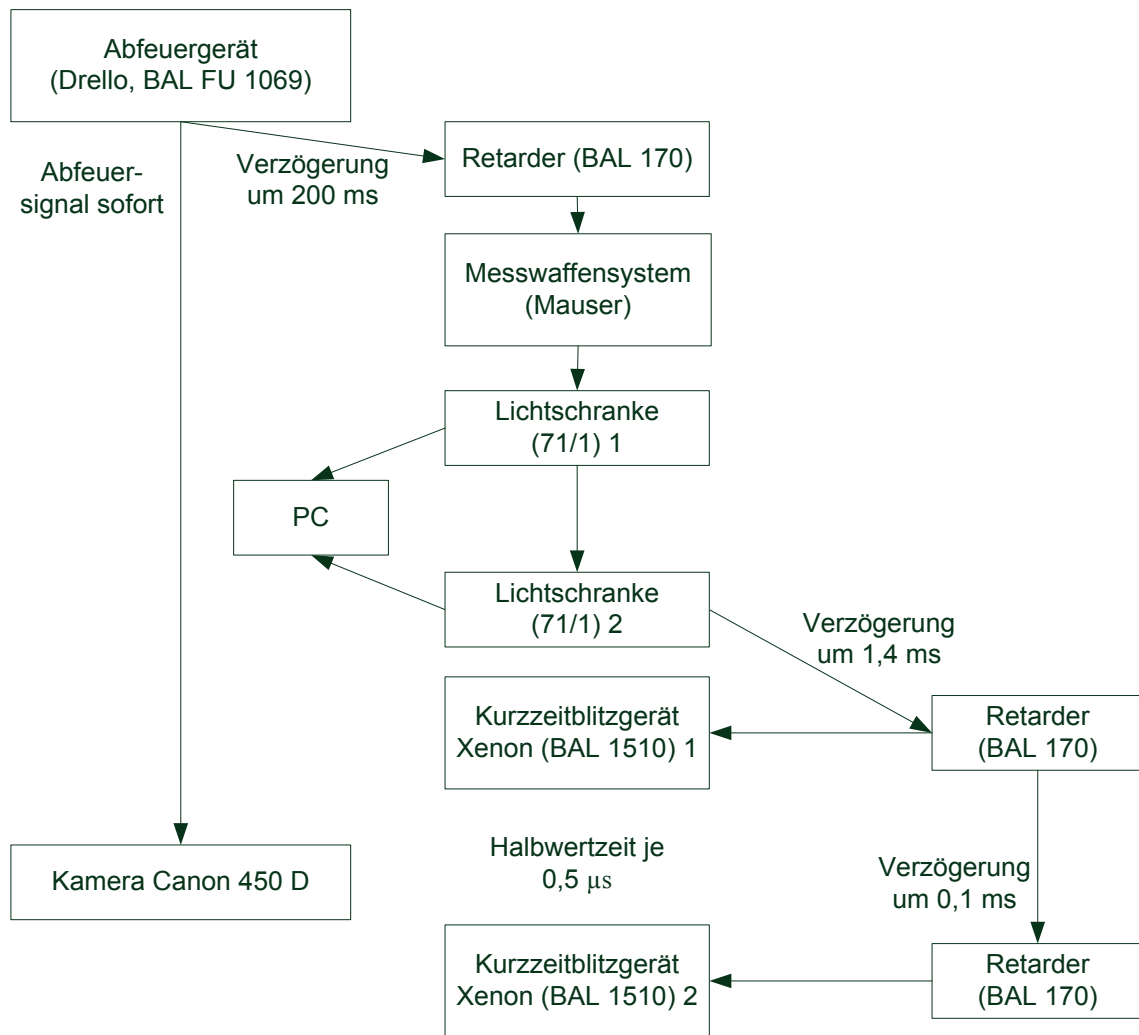 Abfeuergerät
(Drello, BAL FU 1069)
Abfeuer-
signal sofort
Verzögerung
um 200 ms
Retarder (BAL 170)
Messwaffensystem
(Mauser)
Lichtschranke
(71/1) 1
PC
Lichtschranke
(71/1) 2
Verzögerung
um 1,4 ms
Kurzzeitblitzgerät
Xenon (BAL 1510) 1
Retarder
(BAL 170)
Halbwertzeit je
0,5 µs
Verzögerung
um 0,1 ms
Kamera Canon 450 D
Kurzzeitblitzgerät
Xenon (BAL 1510) 2
Retarder
(BAL 170)